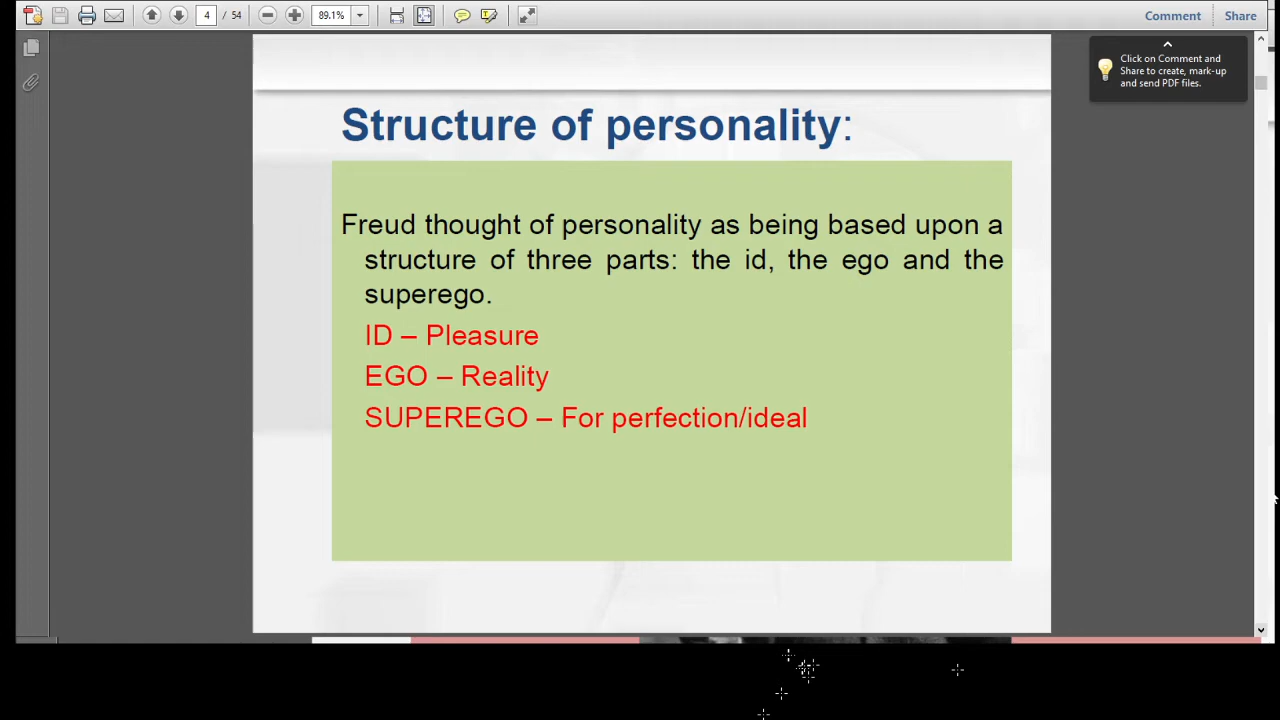 4 / 54
89.1%
Comment
Share
Click on Comment and
Share to create, mark-up
and send PDF files.
Structure of personality:
Freud thought of personality as being based upon a
structure of three parts: the id, the ego and the
superego.
ID – Pleasure
EGO – Reality
SUPEREGO – For perfection/ideal